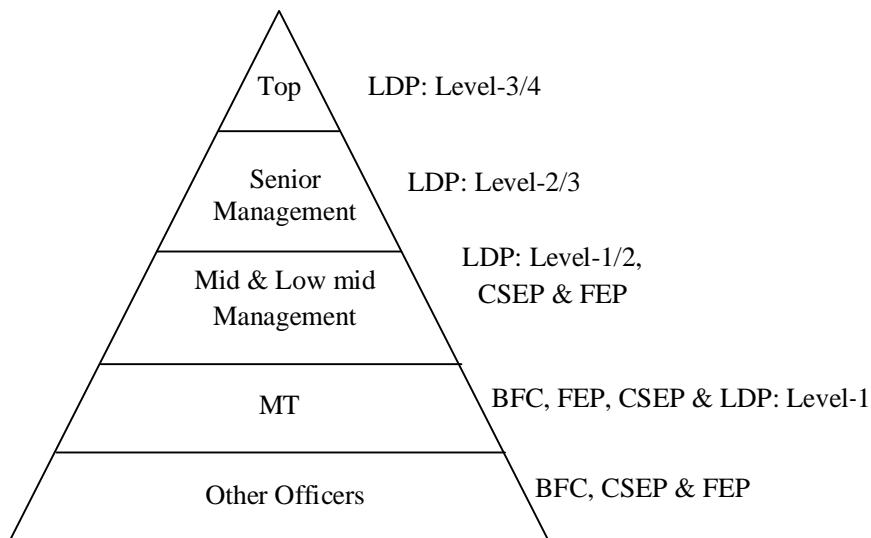 Top
LDP: Level-3/4
Senior
Management
LDP: Level-2/3
Mid & Low mid
Management
LDP: Level-1/2,
CSEP & FEP
MT
BFC, FEP, CSEP & LDP: Level-1
Other Officers
BFC, CSEP & FEP